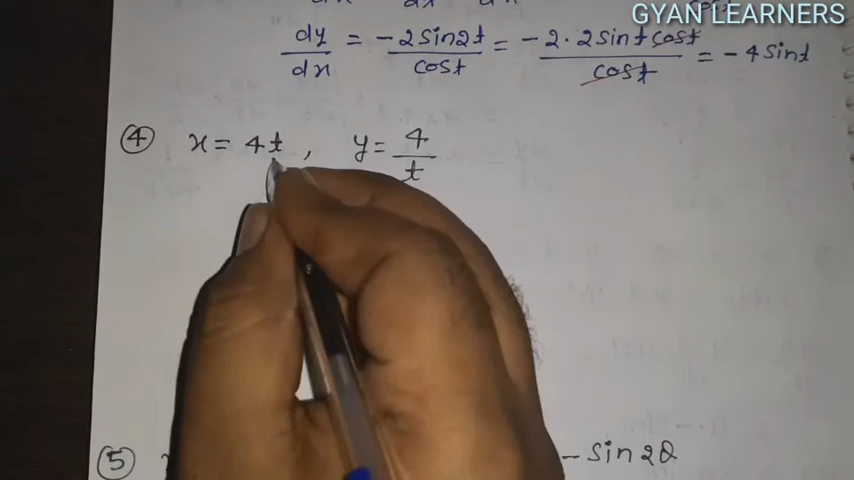 GYAN LEARNERS
dy/dx = -2sin2t/cost = -2·2sint cost/cost = -4sint
④ x = 4t, y = 4/t
⑤ - sin2θ